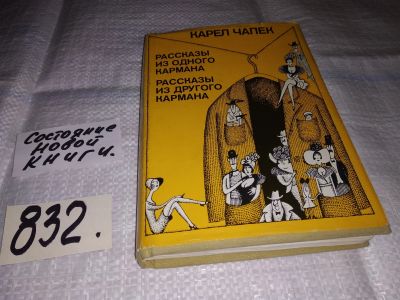 КАРЕЛ ЧАПЕК
РАССКАЗЫ
ИЗ ОДНОГО
КАРМАНА
РАССКАЗЫ
ИЗ ДРУГОГО
КАРМАНА
Состояние
новой
книги.
832.